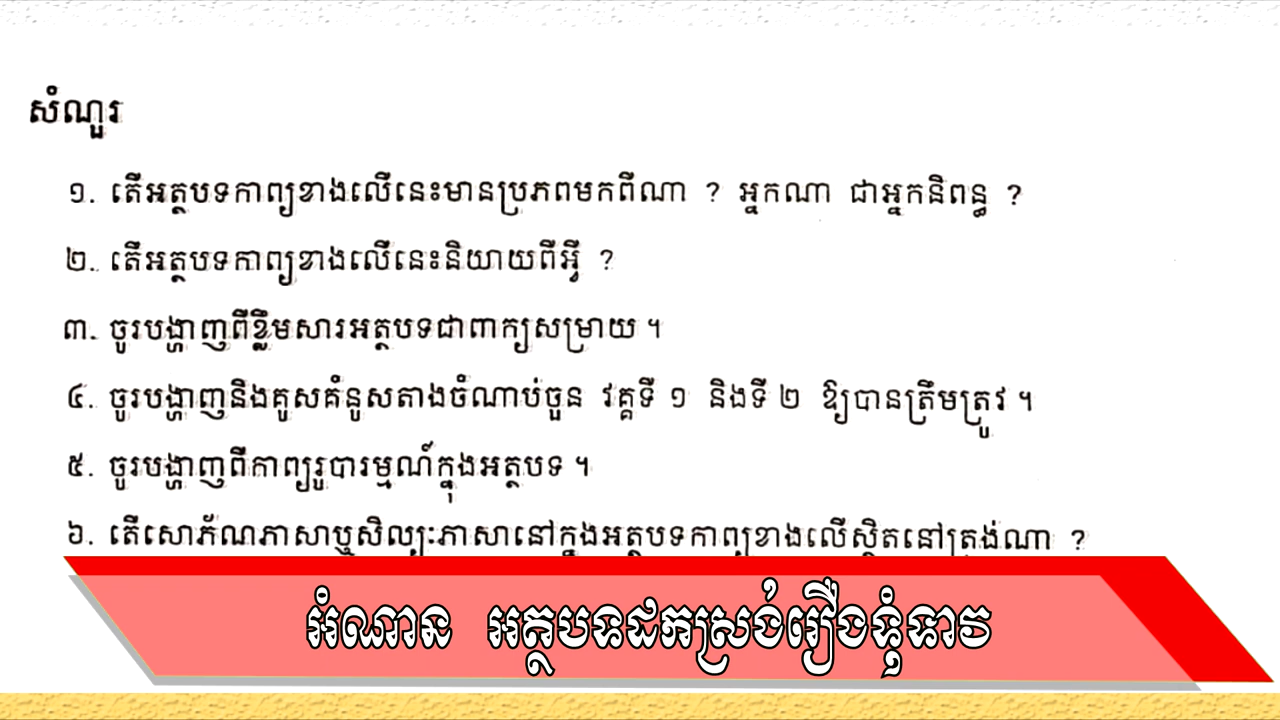 សំណួរ
១. តើអត្ថបទកាព្យខាងលើនេះមានប្រភពមកពីណា ? អ្នកណា ជាអ្នកនិពន្ធ ?
២. តើអត្ថបទកាព្យខាងលើនេះនិយាយពីអ្វី ?
៣. ចូរបង្ហាញពីខ្លឹមសារអត្ថបទជាពាក្យសម្រាយ ។
៤. ចូរបង្ហាញនិងគូសគំនូសតាងចំណាប់ចួន វគ្គទី ១ និងទី ២ ឱ្យបានត្រឹមត្រូវ ។
៥. ចូរបង្ហាញពីកាព្យរូបារម្មណ៍ក្នុងអត្ថបទ ។
៦. តើសោភ័ណភាសាឬសិល្បៈភាសានៅក្នុងអត្ថបទកាព្យខាងលើស្ថិតនៅត្រង់ណា ?
អំណាន អត្ថបទដកស្រង់រឿងទុំទាវ